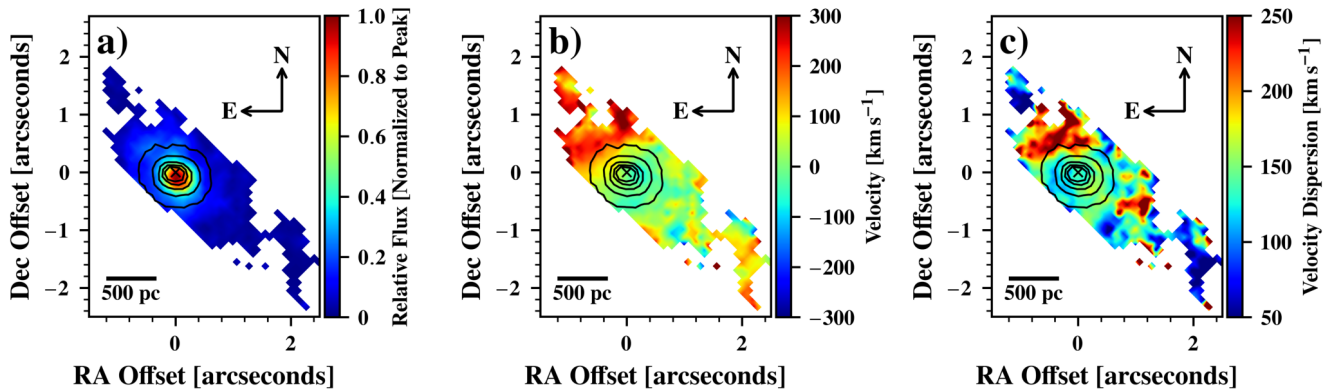 a)
N
E
500 pc
2
1
0
−1
−2
Dec Offset [arcseconds]
0 2
RA Offset [arcseconds]
1.0
0.8
0.6
0.4
0.2
0
Relative Flux [Normalized to Peak]
b)
N
E
500 pc
2
1
0
−1
−2
Dec Offset [arcseconds]
0 2
RA Offset [arcseconds]
300
200
100
0
−100
−200
−300
Velocity [km s⁻¹]
c)
N
E
500 pc
2
1
0
−1
−2
Dec Offset [arcseconds]
0 2
RA Offset [arcseconds]
250
200
150
100
50
Velocity Dispersion [km s⁻¹]